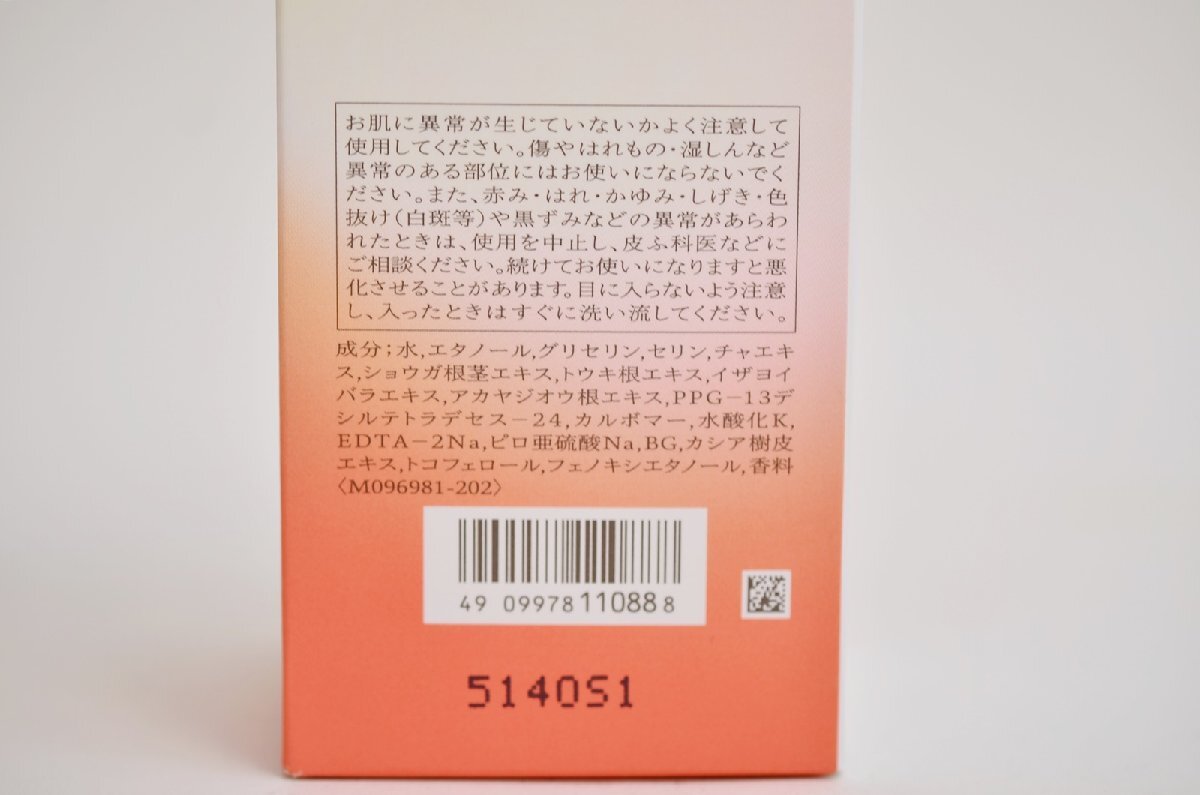 お肌に異常が生じていないかよく注意して
使用してください。傷やはれもの・湿しんなど
異常のある部位にはお使いにならないでく
ださい。また、赤み・はれ・かゆみ・しげき・色
抜け(白斑等)や黒ずみなどの異常があらわ
れたときは、使用を中止し、皮ふ科医などに
ご相談ください。続けてお使いになりますと悪
化させることがあります。目に入らないよう注意
し、入ったときはすぐに洗い流してください。
成分;水,エタノール,グリセリン,セリン,チャエキ
ス,ショウガ根茎エキス,トウキ根エキス,イザヨイ
バラエキス,アカヤジオウ根エキス,PPG−13デ
シルテトラデセス−24,カルボマー,水酸化K,
EDTA−2Na,ピロ亜硫酸Na,BG,カシア樹皮
エキス,トコフェロール,フェノキシエタノール,香料
〈M096981-202〉
49 09978 11088 8
5140S1